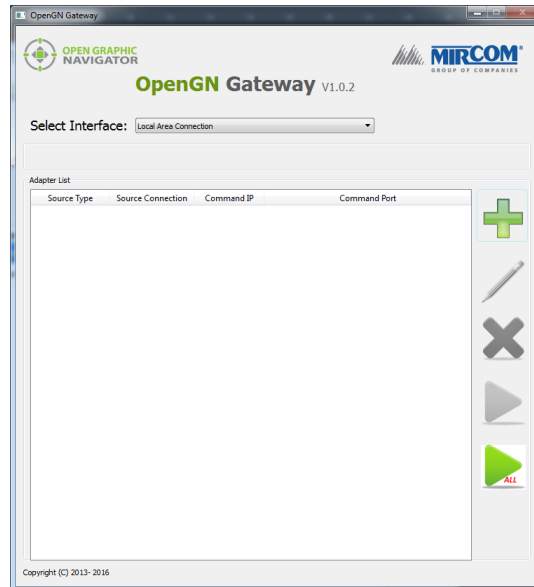 OpenGN Gateway
OPEN GRAPHIC
NAVIGATOR
MIRCOM®
GROUP OF COMPANIES
OpenGN Gateway V1.0.2
Select Interface: Local Area Connection
Adapter List
Source Type Source Connection Command IP Command Port
ALL
Copyright (C) 2013- 2016